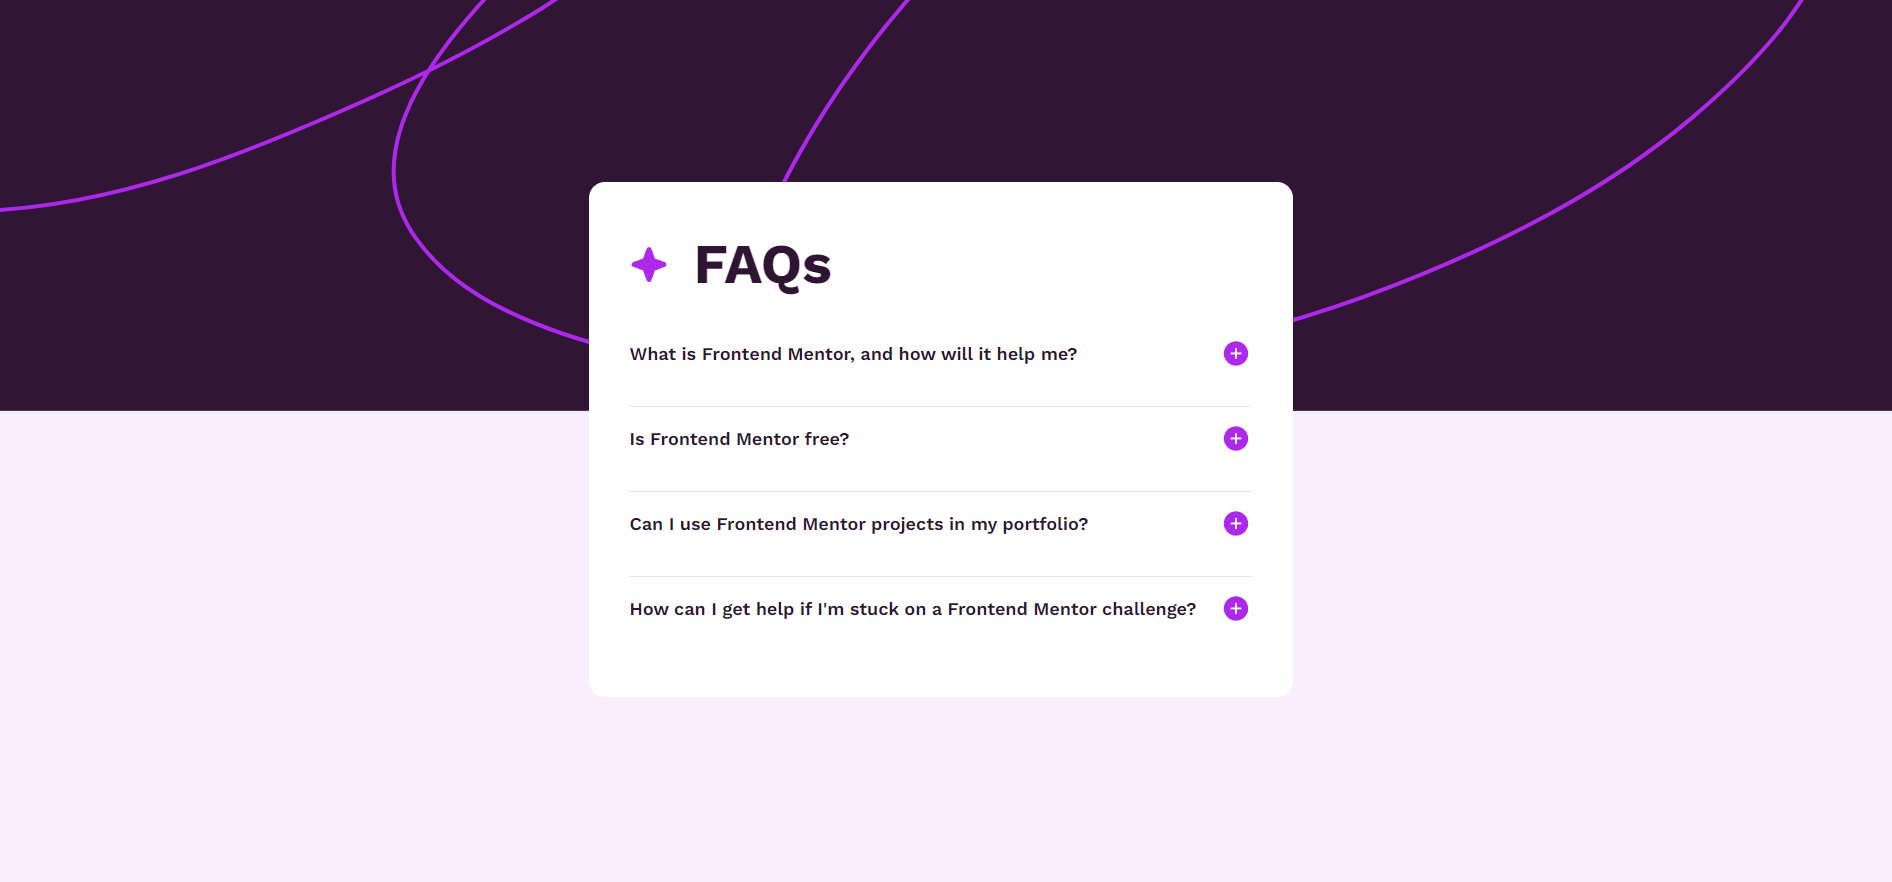 FAQs
What is Frontend Mentor, and how will it help me?
Is Frontend Mentor free?
Can I use Frontend Mentor projects in my portfolio?
How can I get help if I'm stuck on a Frontend Mentor challenge?